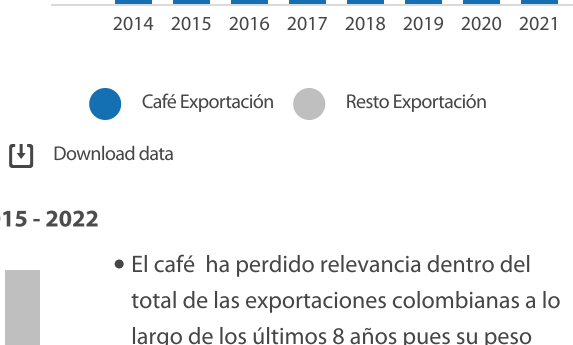 2014 2015 2016 2017 2018 2019 2020 2021
Café Exportación Resto Exportación
Download data
15 - 2022
• El café ha perdido relevancia dentro del
total de las exportaciones colombianas a lo
largo de los últimos 8 años pues su peso